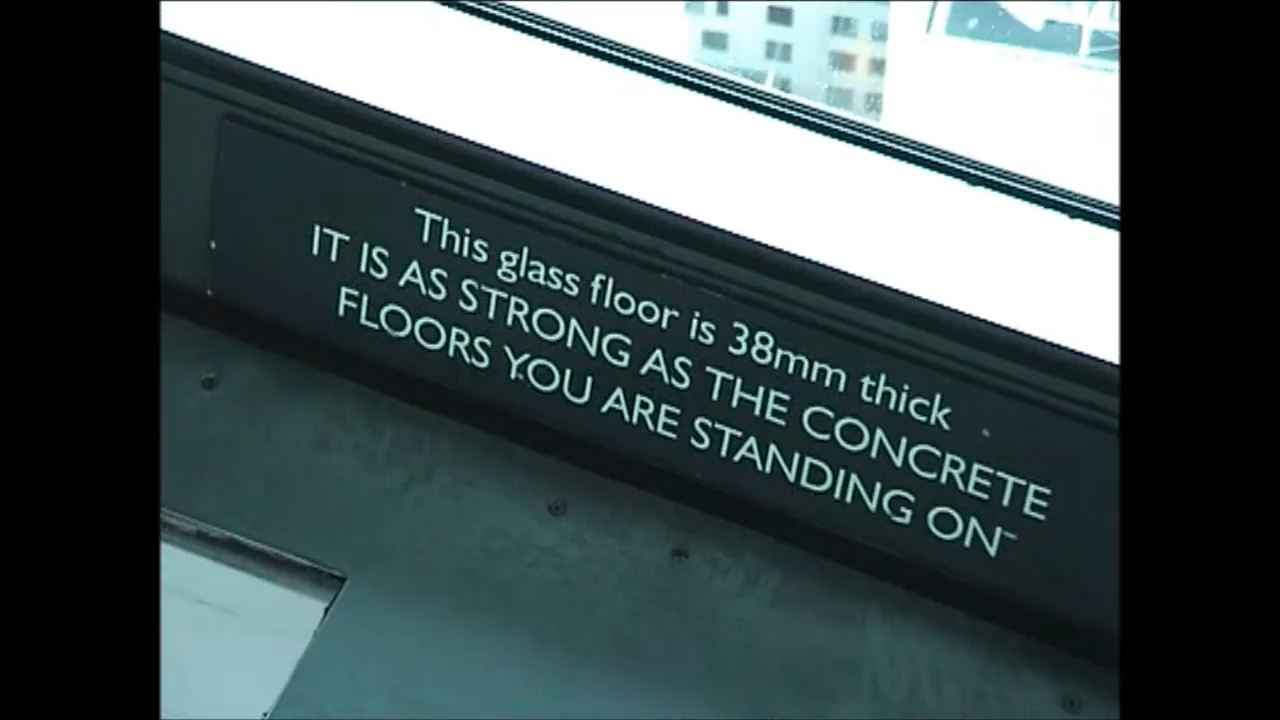 This glass floor is 38mm thick
IT IS AS STRONG AS THE CONCRETE
FLOORS YOU ARE STANDING ON